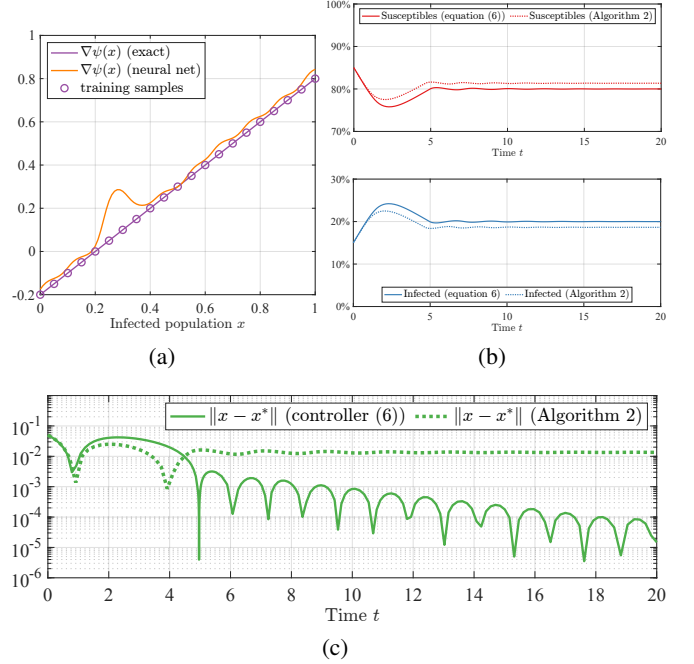 ∇ψ(x) (exact)
∇ψ(x) (neural net)
training samples
0.8
0.6
0.4
0.2
0
-0.2
0 0.2 0.4 0.6 0.8 1
Infected population x
(a)
Susceptibles (equation (6)) Susceptibles (Algorithm 2)
100%
90%
80%
70%
0 5 10 15 20
Time t
30%
20%
10%
0%
Infected (equation 6) Infected (Algorithm 2)
0 5 10 15 20
Time t
(b)
‖x − x*‖ (controller (6)) ‖x − x*‖ (Algorithm 2)
10⁻¹
10⁻²
10⁻³
10⁻⁴
10⁻⁵
10⁻⁶
0 2 4 6 8 10 12 14 16 18 20
Time t
(c)